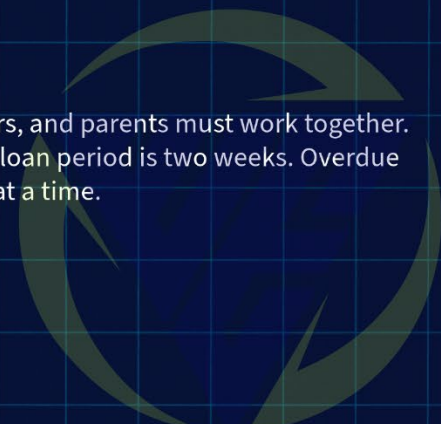 rs, and parents must work together.
loan period is two weeks. Overdue
at a time.